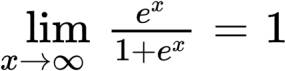 lim_{x→∞} e^x/(1+e^x) = 1